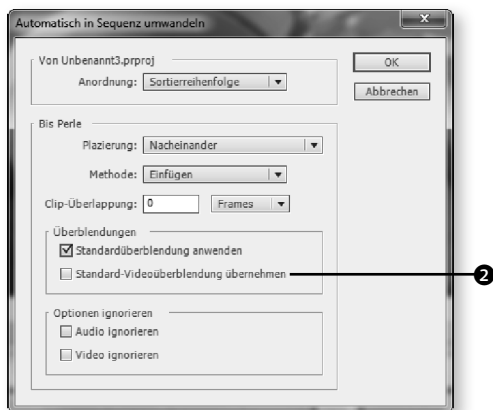 Automatisch in Sequenz umwandeln
Von Unbenannt3.prproj
Anordnung: Sortierreihenfolge
OK
Abbrechen
Bis Perle
Plazierung: Nacheinander
Methode: Einfügen
Clip-Überlappung: 0 Frames
Überblendungen
Standardüberblendung anwenden
Standard-Videoüberblendung übernehmen
2
Optionen ignorieren
Audio ignorieren
Video ignorieren